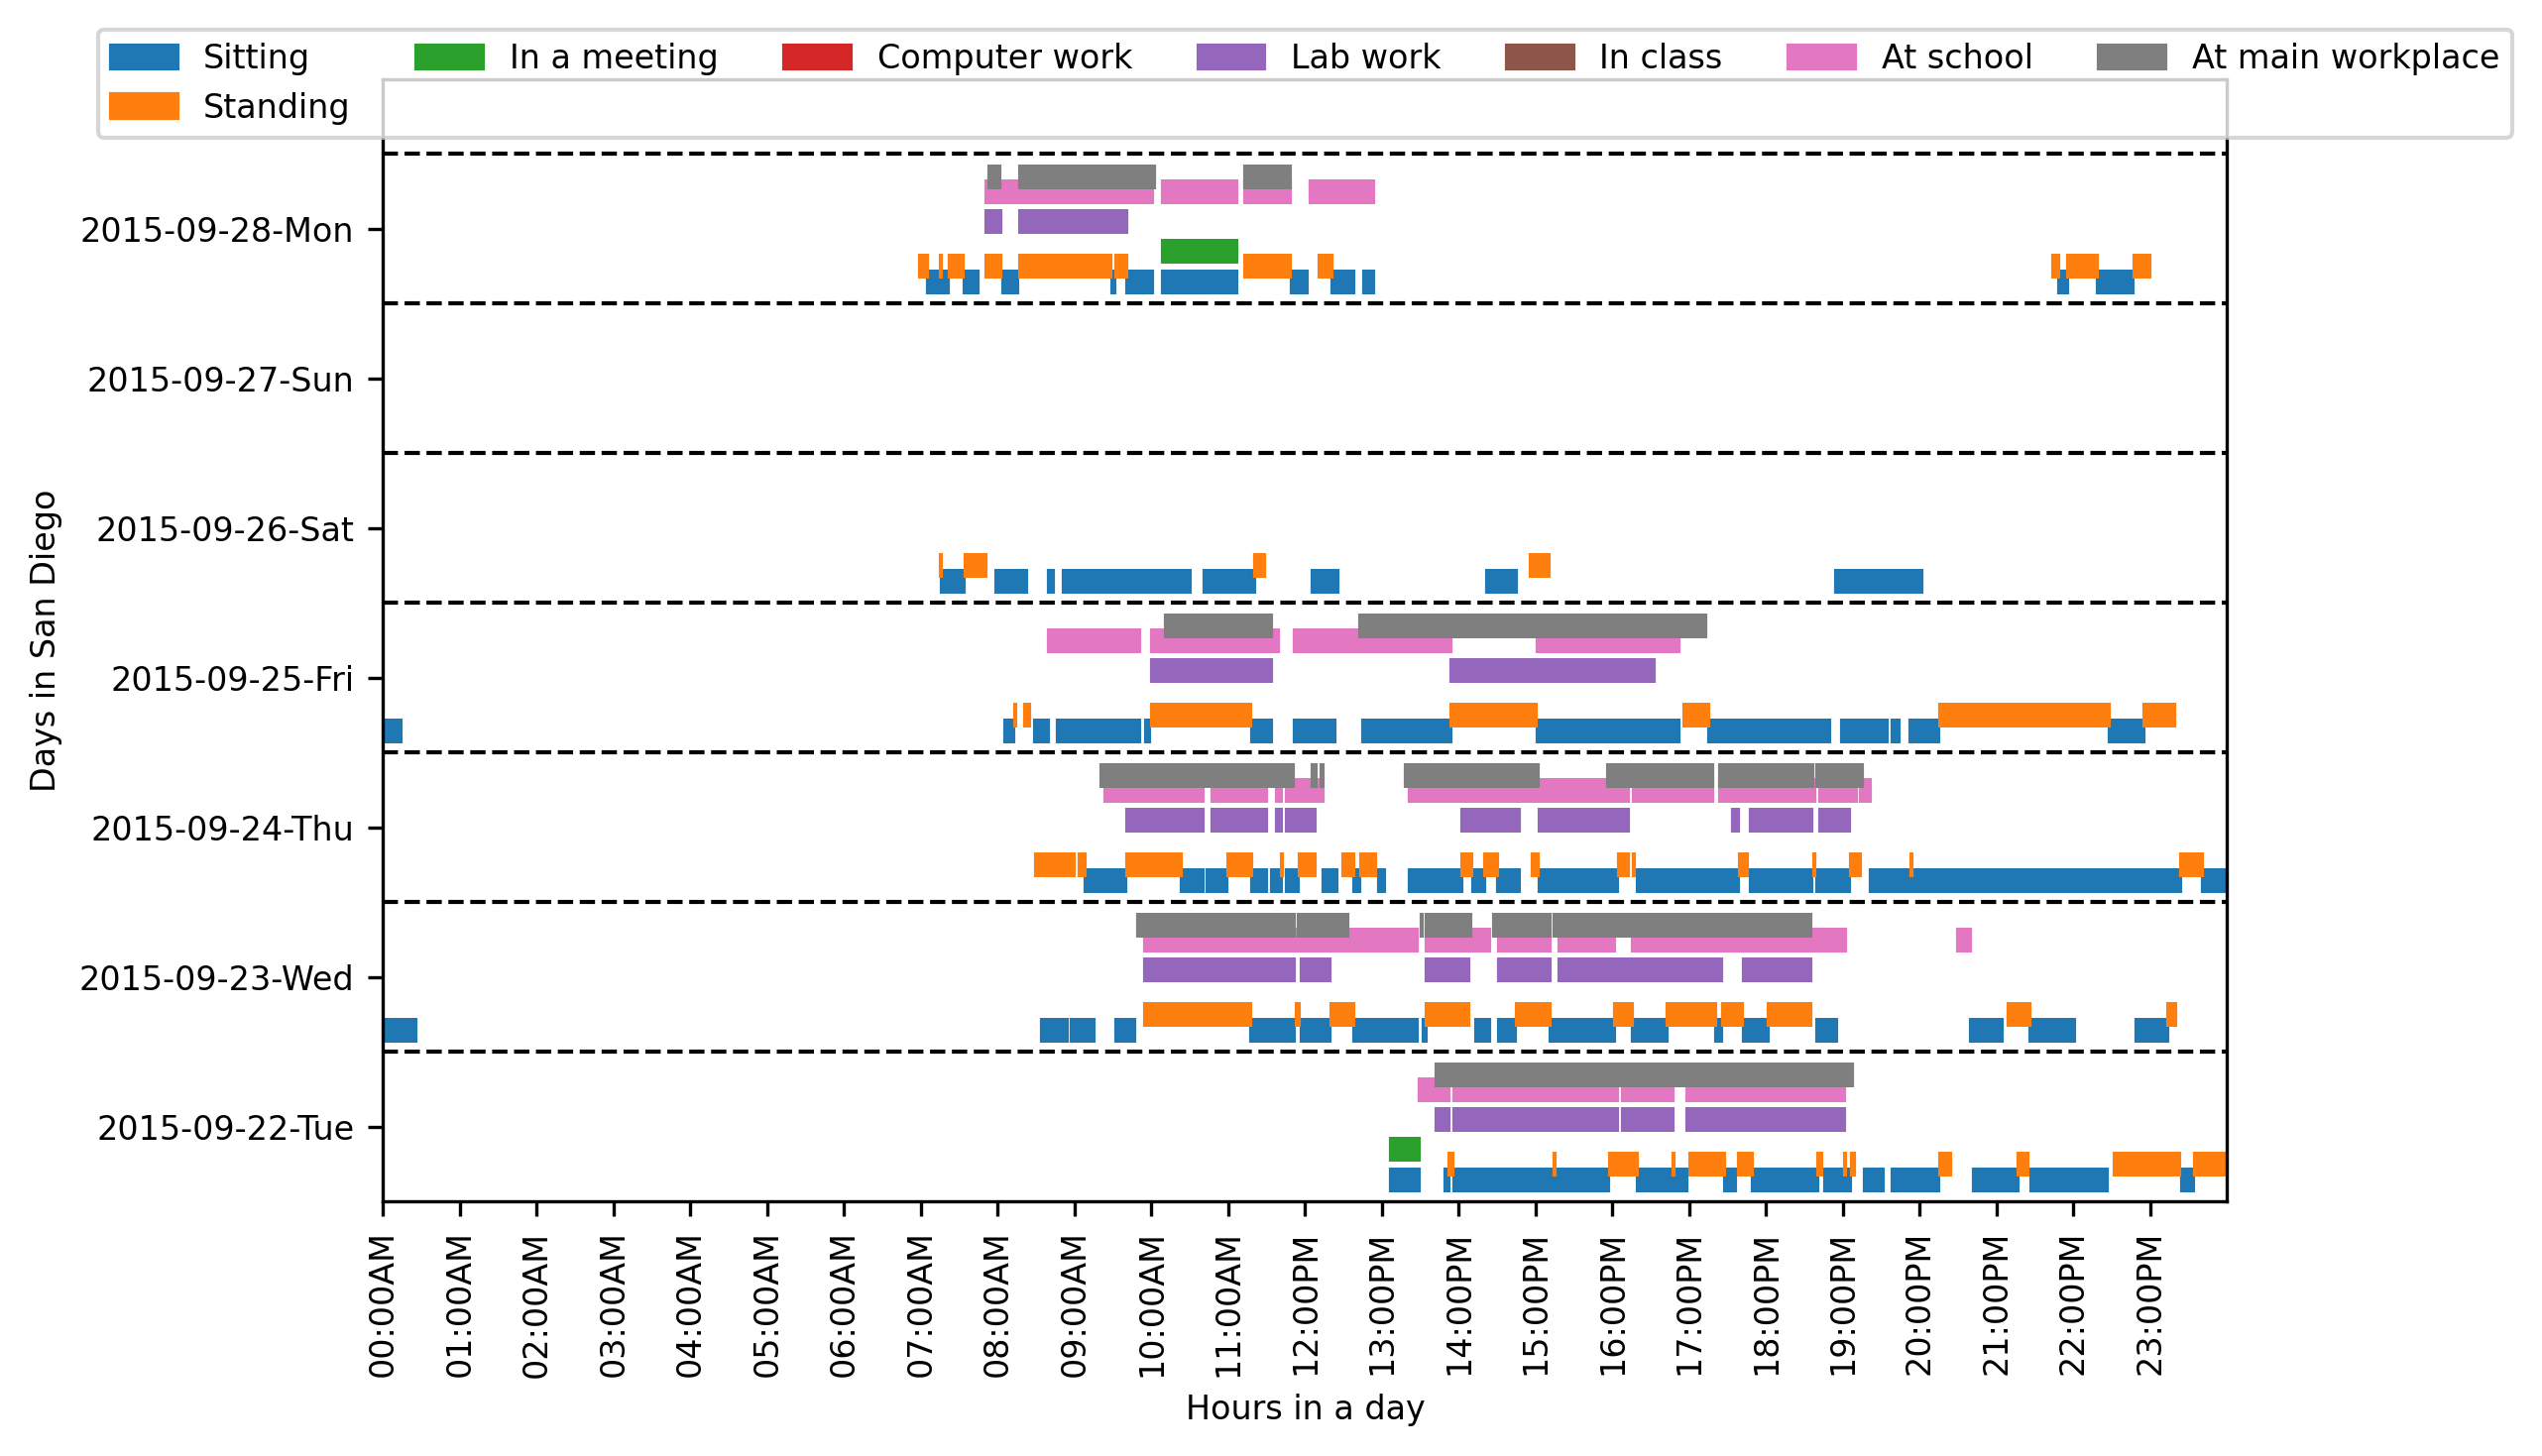 Sitting In a meeting Computer work Lab work In class At school At main workplace
Standing
2015-09-28-Mon
2015-09-27-Sun
2015-09-26-Sat
2015-09-25-Fri
2015-09-24-Thu
2015-09-23-Wed
2015-09-22-Tue
Days in San Diego
00:00AM 01:00AM 02:00AM 03:00AM 04:00AM 05:00AM 06:00AM 07:00AM 08:00AM 09:00AM 10:00AM 11:00AM 12:00PM 13:00PM 14:00PM 15:00PM 16:00PM 17:00PM 18:00PM 19:00PM 20:00PM 21:00PM 22:00PM 23:00PM
Hours in a day